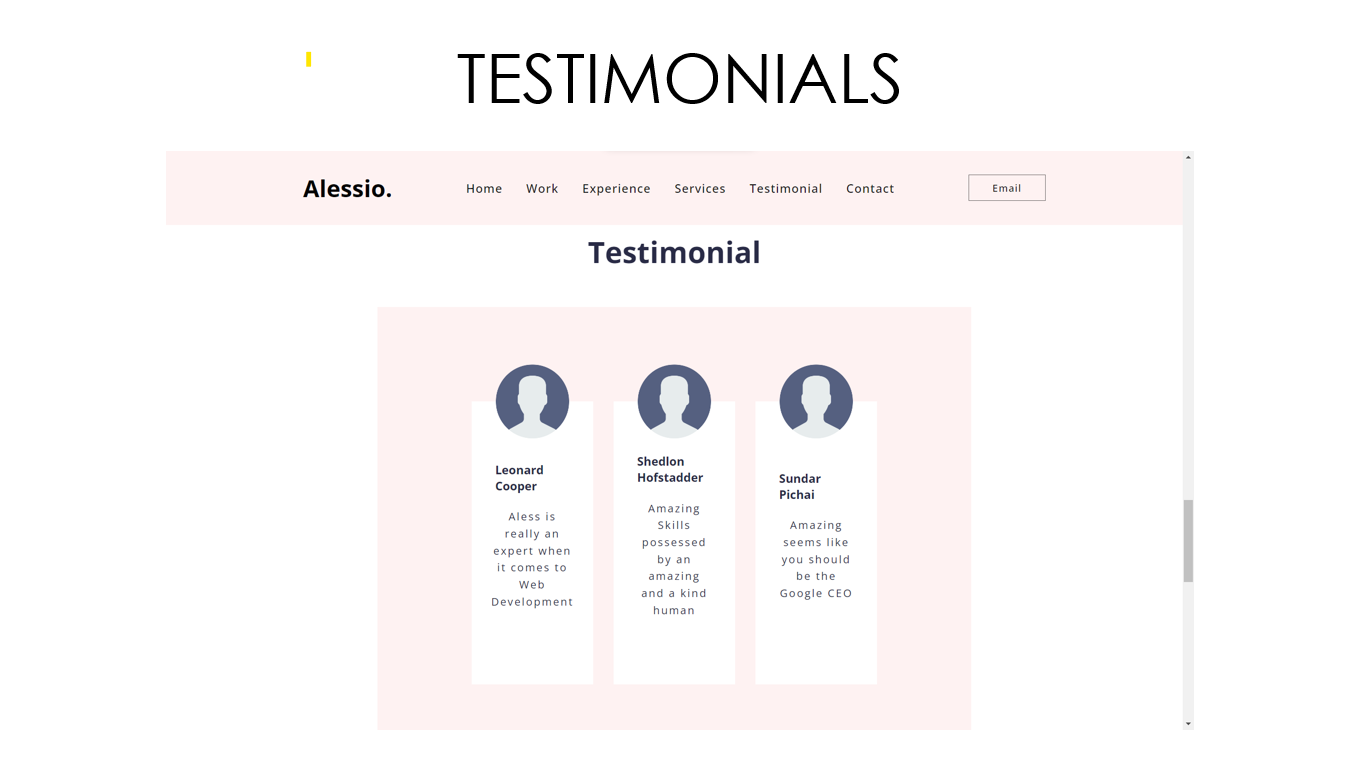 TESTIMONIALS
Alessio.
Home Work Experience Services Testimonial Contact
Email
Testimonial
Leonard
Cooper
Aless is
really an
expert when
it comes to
Web
Development
Shedlon
Hofstadder
Amazing
Skills
possessed
by an
amazing
and a kind
human
Sundar
Pichai
Amazing
seems like
you should
be the
Google CEO